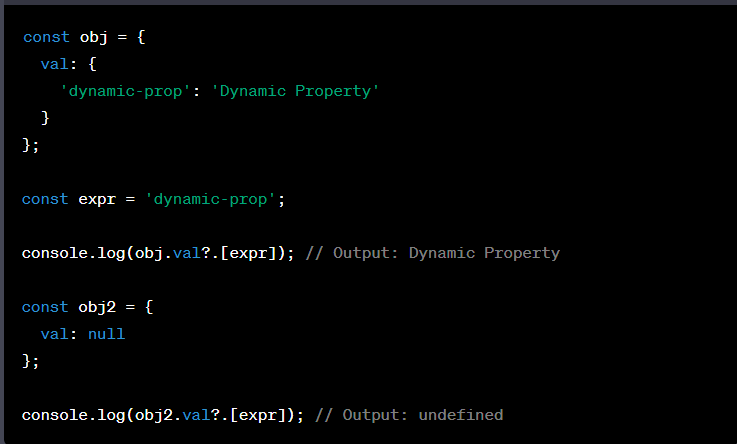 const obj = {
  val: {
    'dynamic-prop': 'Dynamic Property'
  }
};
const expr = 'dynamic-prop';
console.log(obj.val?.[expr]); // Output: Dynamic Property
const obj2 = {
  val: null
};
console.log(obj2.val?.[expr]); // Output: undefined